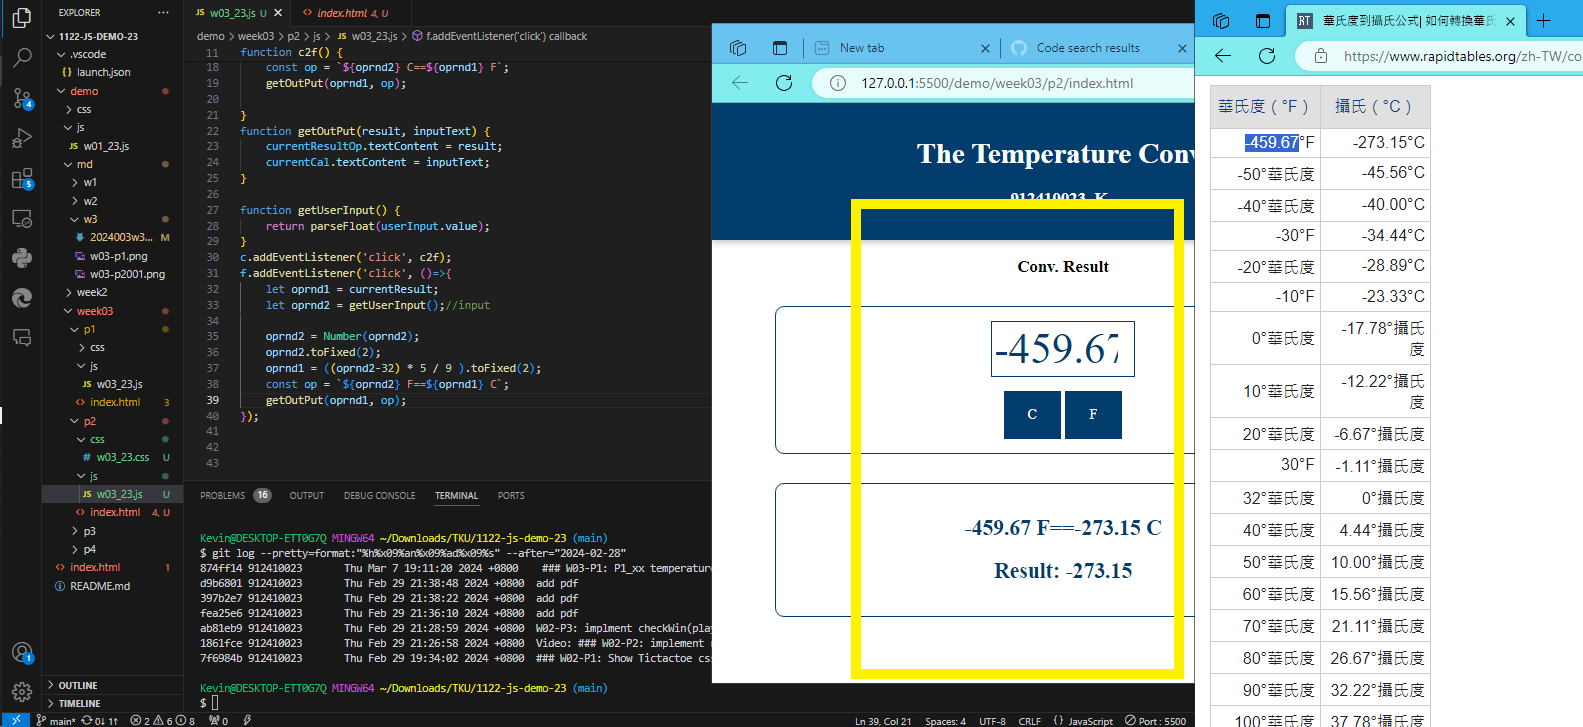 EXPLORER
1122-JS-DEMO-23
.vscode
launch.json
demo
css
js
JS w01_23.js
md
w1
w2
w3
2024003w3... M
w03-p1.png
w03-p2001.png
week2
week03
p1
css
js
JS w03_23.js
<> index.html 3
p2
css
# w03_23.css U
js
JS w03_23.js U
<> index.html 4, U
p3
p4
<> index.html 1
README.md
OUTLINE
TIMELINE
4
5
1
JS w03_23.js U
<> index.html 4, U
demo > week03 > p2 > js > JS w03_23.js > f.addEventListener('click') callback
11 function c2f() {
18 const op = `${oprnd2} C==${oprnd1} F`;
19 getOutPut(oprnd1, op);
20
21 }
22 function getOutPut(result, inputText) {
23 currentResultOp.textContent = result;
24 currentCal.textContent = inputText;
25 }
26
27 function getUserInput() {
28 return parseFloat(userInput.value);
29 }
30 c.addEventListener('click', c2f);
31 f.addEventListener('click', ()=>{
32 let oprnd1 = currentResult;
33 let oprnd2 = getUserInput();//input
34
35 oprnd2 = Number(oprnd2);
36 oprnd2.toFixed(2);
37 oprnd1 = ((oprnd2-32) * 5 / 9 ).toFixed(2);
38 const op = `${oprnd2} F==${oprnd1} C`;
39 getOutPut(oprnd1, op);
40 });
41
42
43
PROBLEMS 16 OUTPUT DEBUG CONSOLE TERMINAL PORTS
Kevin@DESKTOP-ETT0G7Q MINGW64 ~/Downloads/TKU/1122-js-demo-23 (main)
$ git log --pretty=format:"%h%x09%an%x09%ad%x09%s" --after="2024-02-28"
874ff14 912410023 Thu Mar 7 19:11:20 2024 +0800 ### W03-P1: P1_xx temperatur
d9b6801 912410023 Thu Feb 29 21:38:48 2024 +0800 add pdf
397b2e7 912410023 Thu Feb 29 21:38:22 2024 +0800 add pdf
fea25e6 912410023 Thu Feb 29 21:36:10 2024 +0800 add pdf
ab81eb9 912410023 Thu Feb 29 21:28:59 2024 +0800 W02-P3: implment checkWin(pla
1861fce 912410023 Thu Feb 29 21:26:58 2024 +0800 Video: ### W02-P2: implement
7f6984b 912410023 Thu Feb 29 19:34:02 2024 +0800 ### W02-P1: Show Tictactoe cs
Kevin@DESKTOP-ETT0G7Q MINGW64 ~/Downloads/TKU/1122-js-demo-23 (main)
$
main* 0↓ 1↑ 2 6 8 0
Ln 39, Col 21 Spaces: 4 UTF-8 CRLF {} JavaScript Port : 5500
New tab
Code search results
127.0.0.1:5500/demo/week03/p2/index.html
The Temperature Conv
912410023 K
Conv. Result
-459.67
C F
-459.67 F==-273.15 C
Result: -273.15
RT 華氏度到攝氏公式| 如何轉換華氏
https://www.rapidtables.org/zh-TW/co
華氏度 ( °F ) 攝氏 ( °C )
-459.67°F -273.15°C
-50°華氏度 -45.56°C
-40°華氏度 -40.00°C
-30°F -34.44°C
-20°華氏度 -28.89°C
-10°F -23.33°C
0°華氏度 -17.78°攝氏度
10°華氏度 -12.22°攝氏度
20°華氏度 -6.67°攝氏度
30°F -1.11°攝氏度
32°華氏度 0°攝氏度
40°華氏度 4.44°攝氏度
50°華氏度 10.00°攝氏度
60°華氏度 15.56°攝氏度
70°華氏度 21.11°攝氏度
80°華氏度 26.67°攝氏度
90°華氏度 32.22°攝氏度
100°華氏度 37.78°攝氏度